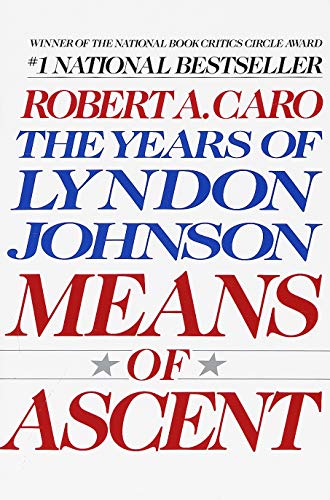 WINNER OF THE NATIONAL BOOK CRITICS CIRCLE AWARD
#1 NATIONAL BESTSELLER
ROBERT A. CARO
THE YEARS OF
LYNDON
JOHNSON
MEANS
OF
ASCENT